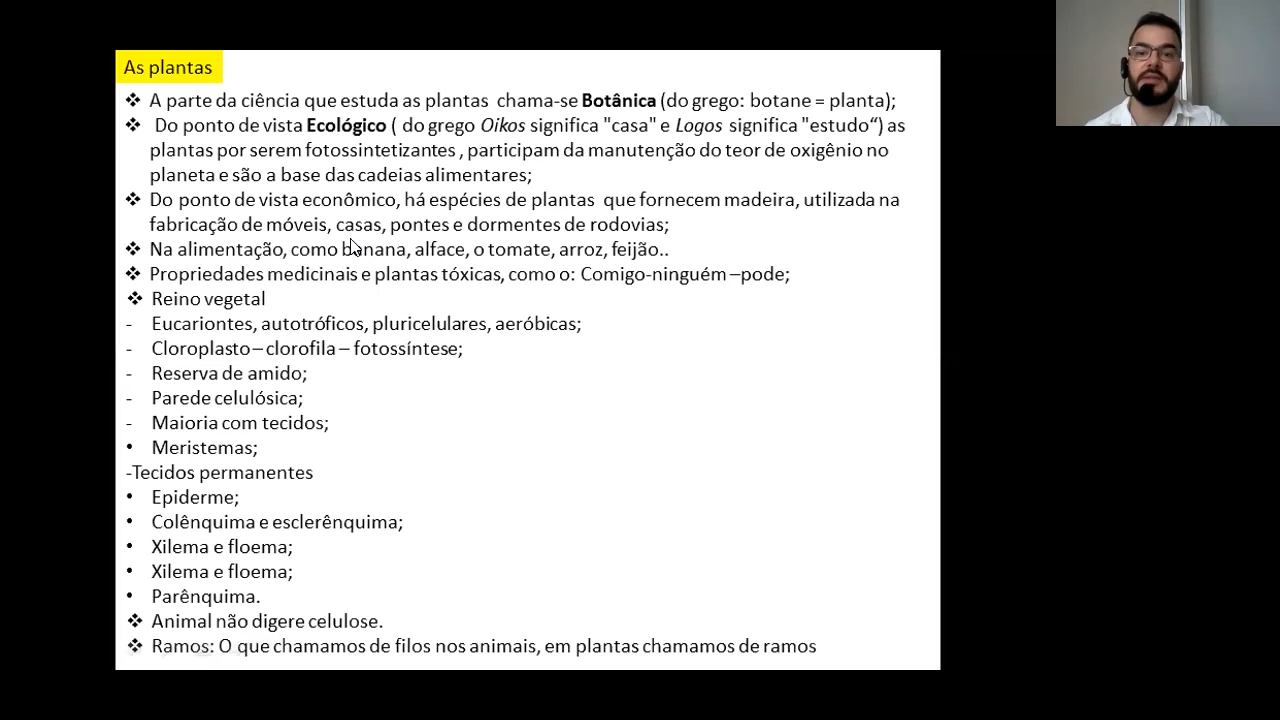 As plantas
❖ A parte da ciência que estuda as plantas chama-se Botânica (do grego: botane = planta);
❖ Do ponto de vista Ecológico ( do grego Oikos significa "casa" e Logos significa "estudo“) as
plantas por serem fotossintetizantes , participam da manutenção do teor de oxigênio no
planeta e são a base das cadeias alimentares;
❖ Do ponto de vista econômico, há espécies de plantas que fornecem madeira, utilizada na
fabricação de móveis, casas, pontes e dormentes de rodovias;
❖ Na alimentação, como banana, alface, o tomate, arroz, feijão..
❖ Propriedades medicinais e plantas tóxicas, como o: Comigo-ninguém –pode;
❖ Reino vegetal
- Eucariontes, autotróficos, pluricelulares, aeróbicas;
- Cloroplasto – clorofila – fotossíntese;
- Reserva de amido;
- Parede celulósica;
- Maioria com tecidos;
• Meristemas;
-Tecidos permanentes
• Epiderme;
• Colênquima e esclerênquima;
• Xilema e floema;
• Xilema e floema;
• Parênquima.
❖ Animal não digere celulose.
❖ Ramos: O que chamamos de filos nos animais, em plantas chamamos de ramos